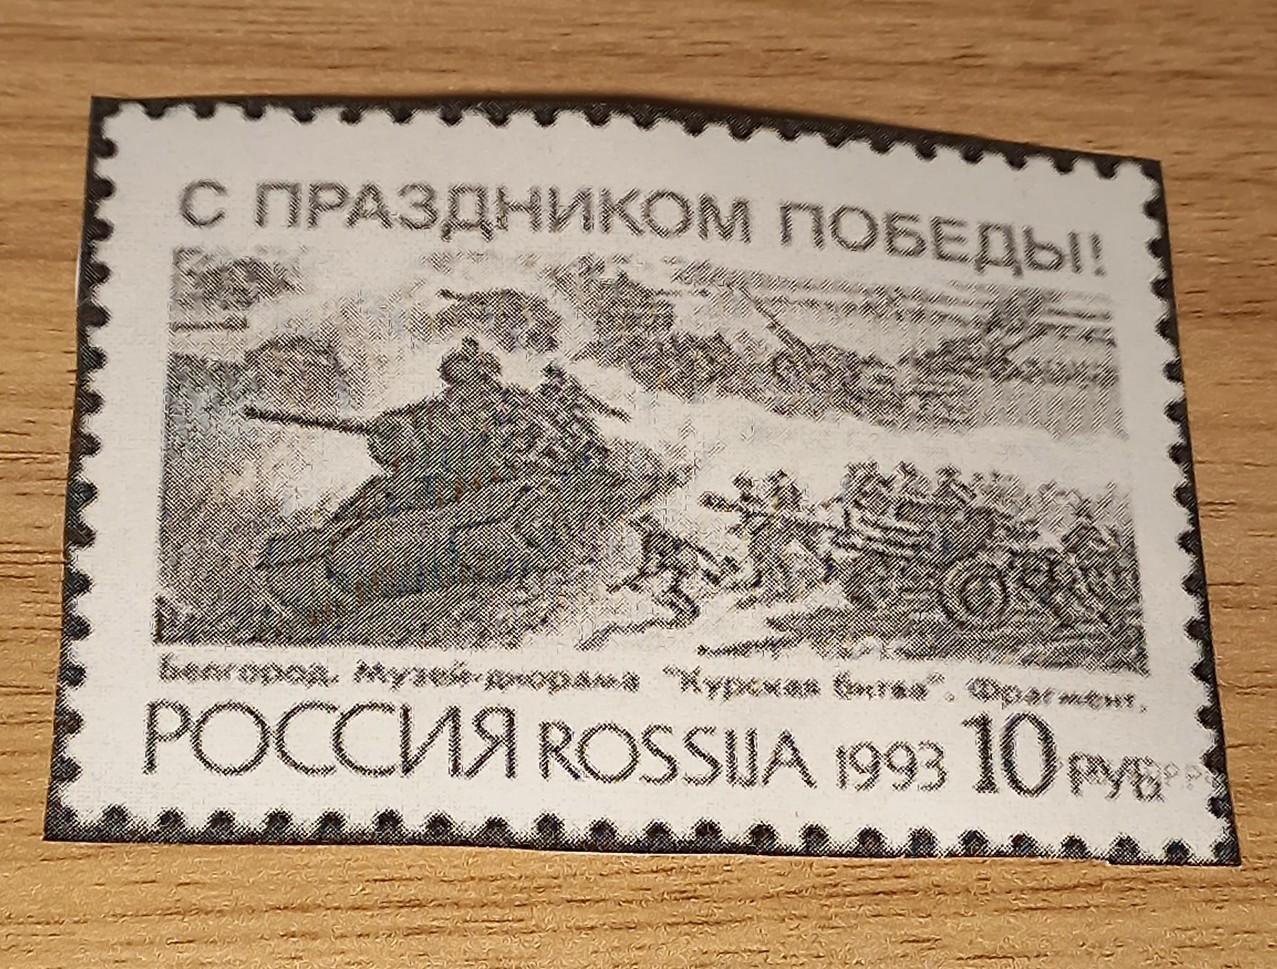 С ПРАЗДНИКОМ ПОБЕДЫ!
Белгород. Музей-диорама "Курская битва". Фрагмент.
РОССИЯ ROSSIJA 1993 10 РУБ